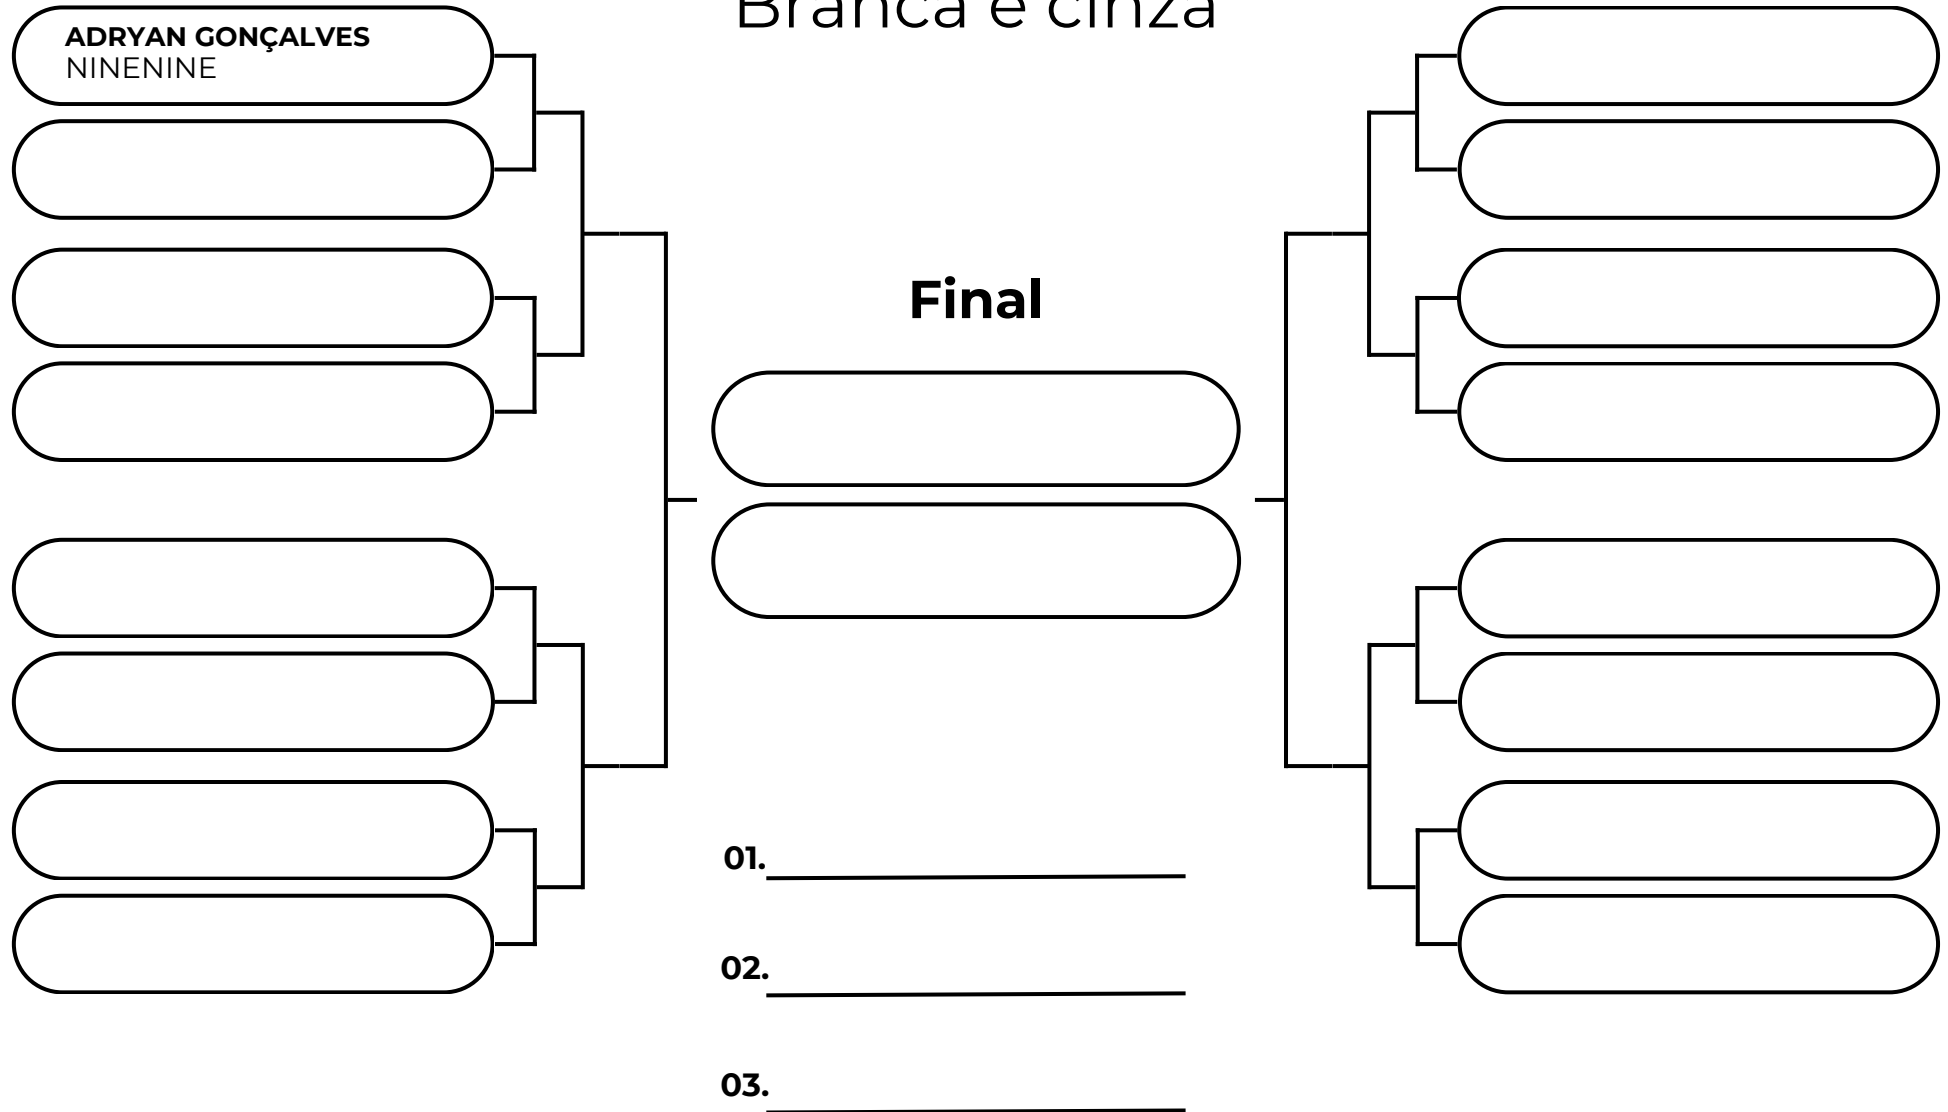 Branca e cinza
ADRYAN GONÇALVES
NINENINE
Final
01.
02.
03.